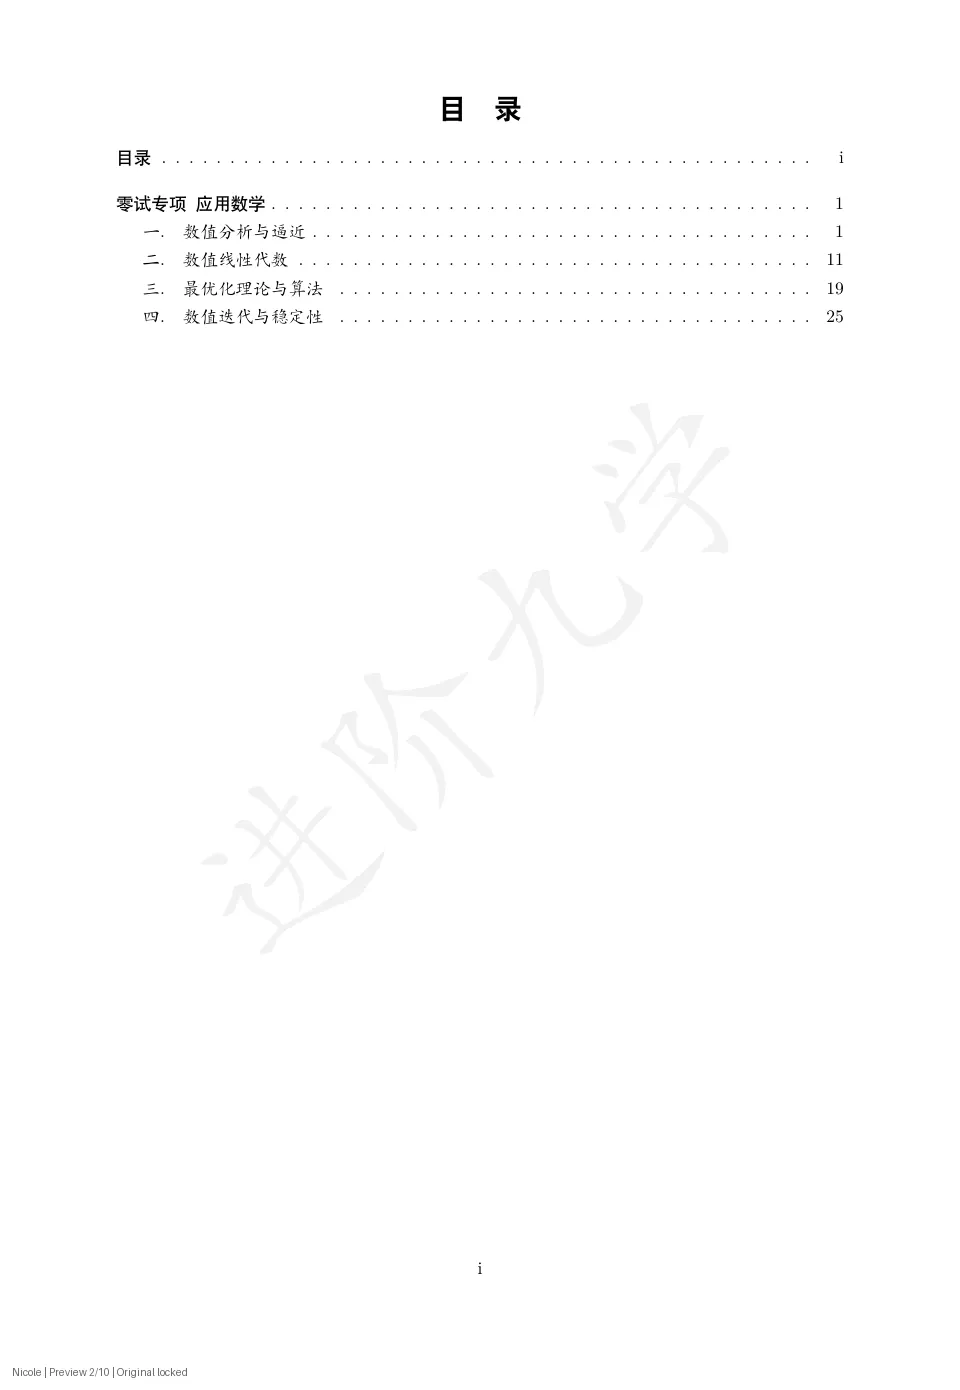 目 录
目录 . . . . . . . . . . . . . . . . . . . . . . . . . . . . . . . . . . . . . . . . . . . . . . . . i
零试专项 应用数学 . . . . . . . . . . . . . . . . . . . . . . . . . . . . . . . . . . . . . . . . 1
一. 数值分析与逼近 . . . . . . . . . . . . . . . . . . . . . . . . . . . . . . . . . . . . . 1
二. 数值线性代数 . . . . . . . . . . . . . . . . . . . . . . . . . . . . . . . . . . . . . . 11
三. 最优化理论与算法 . . . . . . . . . . . . . . . . . . . . . . . . . . . . . . . . . . . 19
四. 数值迭代与稳定性 . . . . . . . . . . . . . . . . . . . . . . . . . . . . . . . . . . . 25
进阶九学
i
Nicole | Preview 2/10 | Original locked